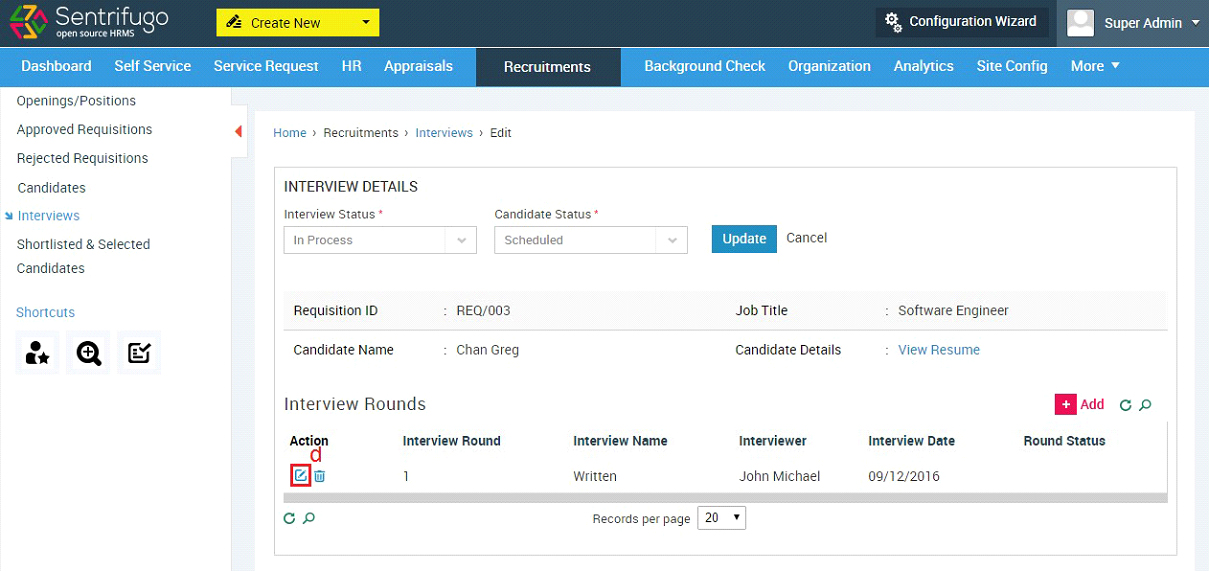 Sentrifugo
open source HRMS
Create New
Configuration Wizard
Super Admin
Dashboard Self Service Service Request HR Appraisals Recruitments Background Check Organization Analytics Site Config More
Openings/Positions
Approved Requisitions
Rejected Requisitions
Candidates
Interviews
Shortlisted & Selected
Candidates
Shortcuts
Home › Recruitments › Interviews › Edit
INTERVIEW DETAILS
Interview Status * Candidate Status *
In Process Scheduled Update Cancel
Requisition ID : REQ/003 Job Title : Software Engineer
Candidate Name : Chan Greg Candidate Details : View Resume
Interview Rounds + Add
Action Interview Round Interview Name Interviewer Interview Date Round Status
d
1 Written John Michael 09/12/2016
Records per page 20